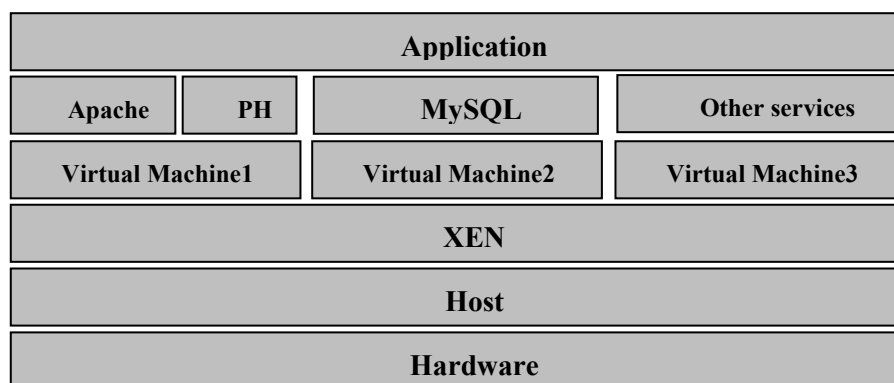 Application
Apache PH MySQL Other services
Virtual Machine1 Virtual Machine2 Virtual Machine3
XEN
Host
Hardware